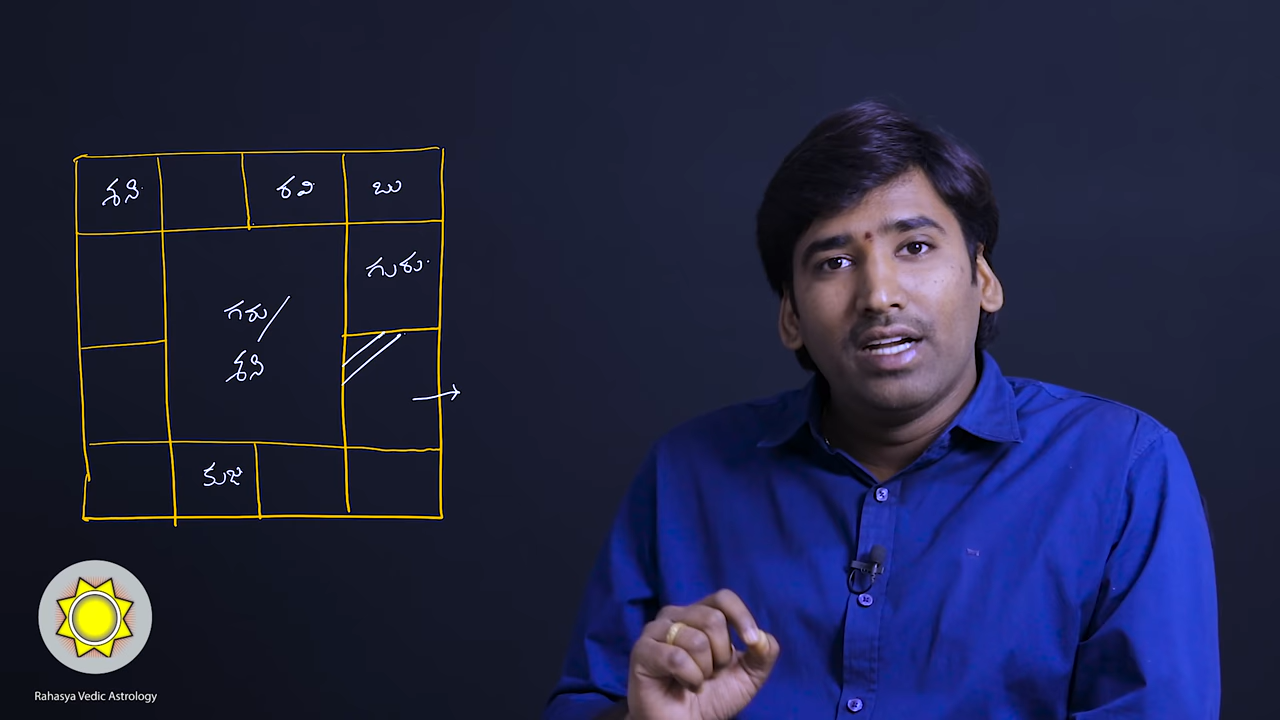 శని
రవి
బు
గురు
గురు/
శని
కుజ
Rahasya Vedic Astrology